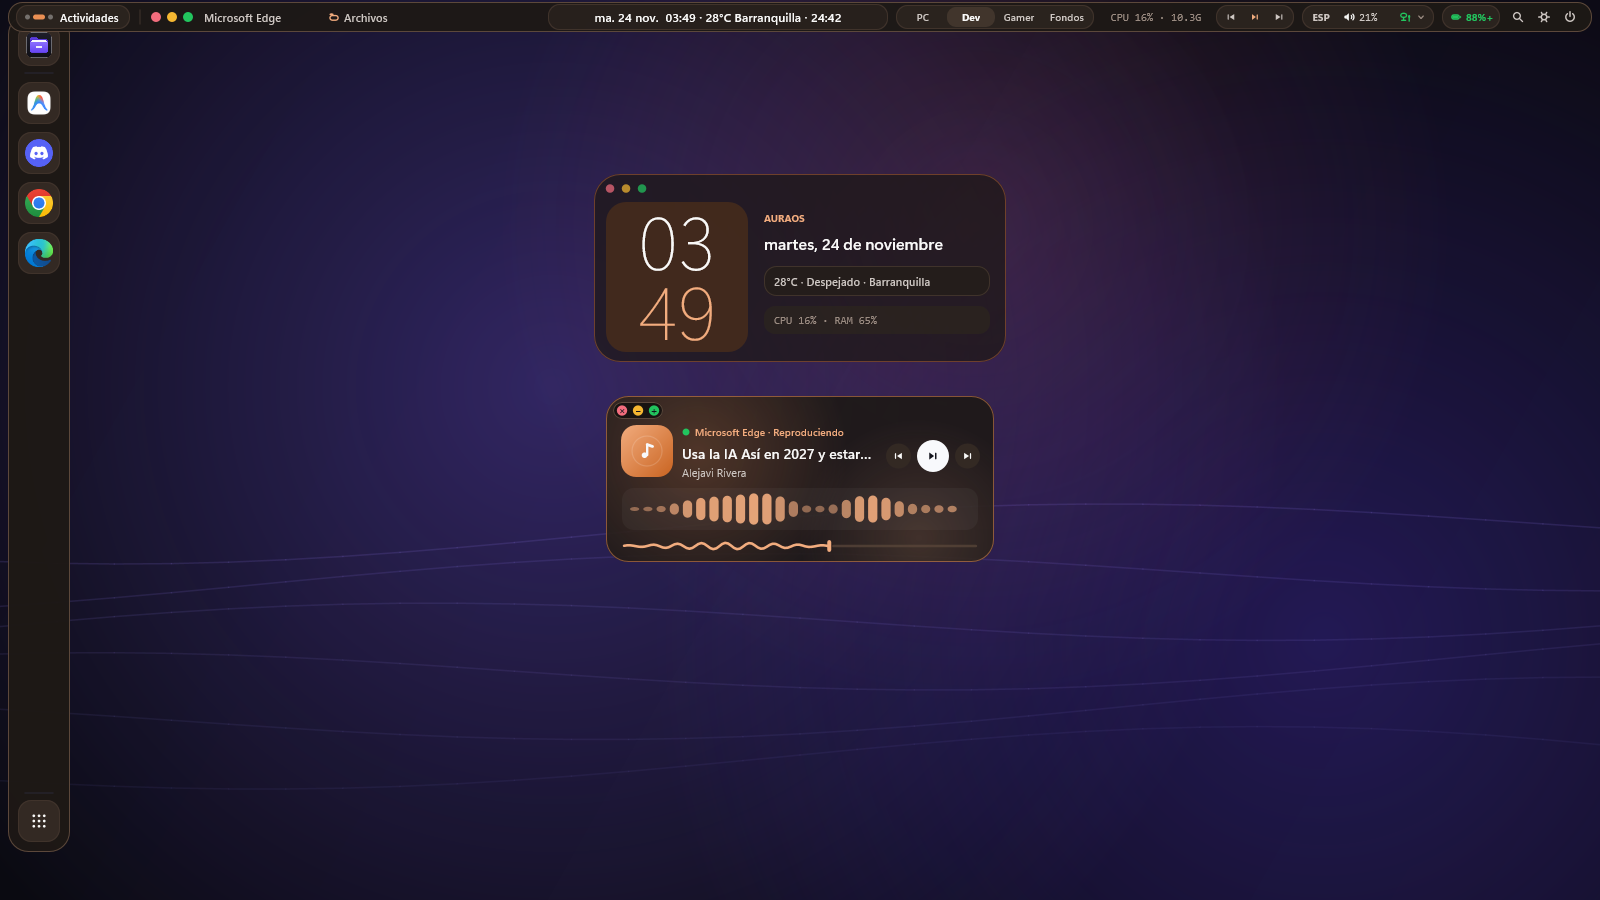 Actividades
Microsoft Edge
Archivos
ma. 24 nov. 03:49 · 28°C Barranquilla · 24:42
PC Dev Gamer Fondos
CPU 16% · 10.3G
ESP 21%
88%+
03
49
AURAOS
martes, 24 de noviembre
28°C · Despejado · Barranquilla
CPU 16% · RAM 65%
Microsoft Edge · Reproduciendo
Usa la IA Así en 2027 y estar...
Alejavi Rivera